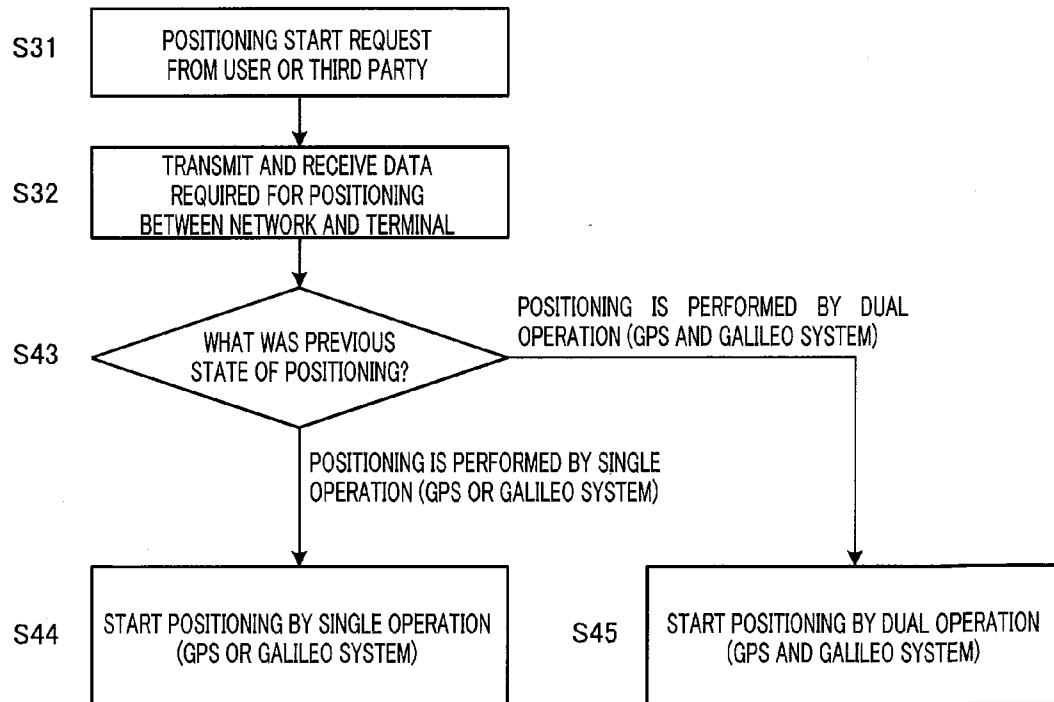 S31
POSITIONING START REQUEST
FROM USER OR THIRD PARTY
S32
TRANSMIT AND RECEIVE DATA
REQUIRED FOR POSITIONING
BETWEEN NETWORK AND TERMINAL
S43
WHAT WAS PREVIOUS
STATE OF POSITIONING?
POSITIONING IS PERFORMED BY DUAL
OPERATION (GPS AND GALILEO SYSTEM)
POSITIONING IS PERFORMED BY SINGLE
OPERATION (GPS OR GALILEO SYSTEM)
S44
START POSITIONING BY SINGLE OPERATION
(GPS OR GALILEO SYSTEM)
S45
START POSITIONING BY DUAL OPERATION
(GPS AND GALILEO SYSTEM)